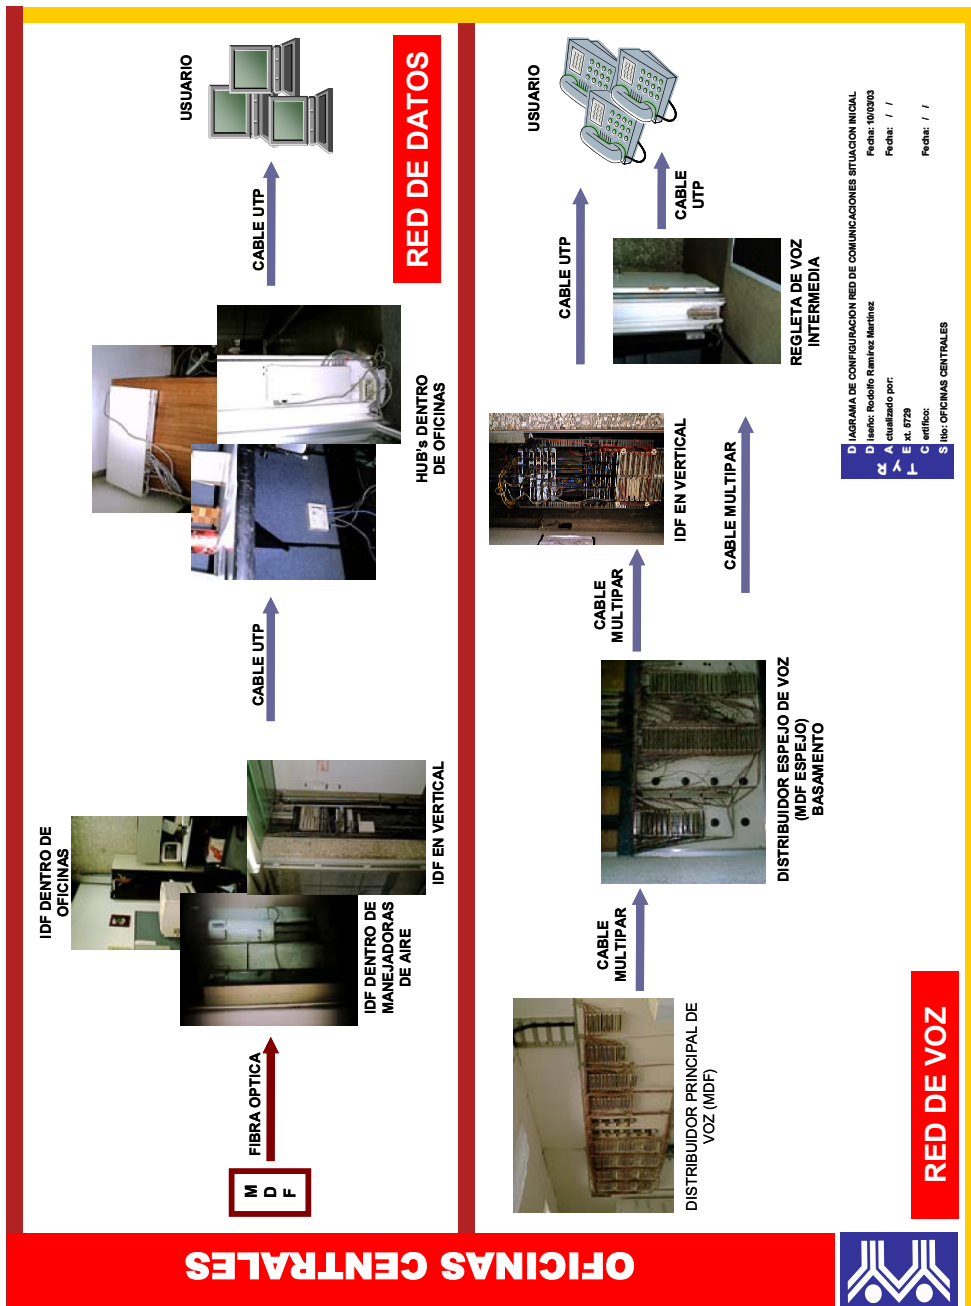 OFICINAS CENTRALES
RED DE DATOS
M
D
F
FIBRA OPTICA
IDF DENTRO DE
OFICINAS
IDF DENTRO DE
MANEJADORAS
DE AIRE
IDF EN VERTICAL
CABLE UTP
HUB's DENTRO
DE OFICINAS
CABLE UTP
USUARIO
RED DE VOZ
DISTRIBUIDOR PRINCIPAL DE
VOZ (MDF)
CABLE
MULTIPAR
DISTRIBUIDOR ESPEJO DE VOZ
(MDF ESPEJO)
BASAMENTO
CABLE
MULTIPAR
IDF EN VERTICAL
CABLE MULTIPAR
REGLETA DE VOZ
INTERMEDIA
CABLE UTP
CABLE
UTP
USUARIO
T Y R
DIAGRAMA DE CONFIGURACION RED DE COMUNICACIONES SITUACION INICIAL
Diseño: Rodolfo Ramírez Martínez Fecha: 10/03/03
Actualizado por: Fecha: / /
Ext. 5729
Certifico: Fecha: / /
Sitio: OFICINAS CENTRALES